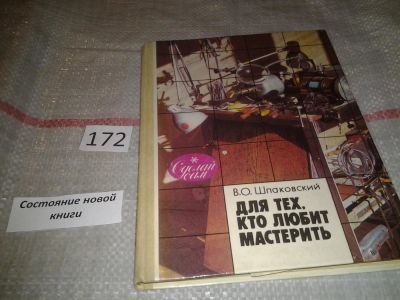 172
Состояние новой
книги
Сделай
сам
В.О. Шпаковский
ДЛЯ ТЕХ,
КТО ЛЮБИТ
МАСТЕРИТЬ